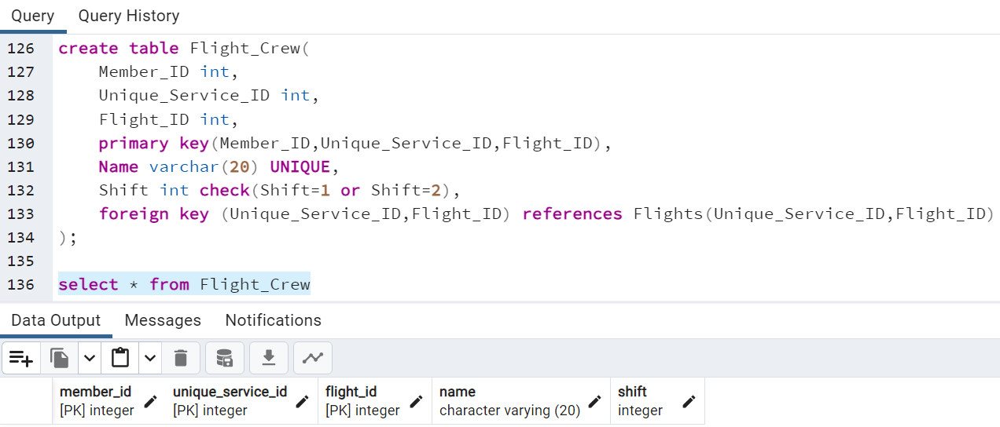 Query Query History
126 create table Flight_Crew(
127 Member_ID int,
128 Unique_Service_ID int,
129 Flight_ID int,
130 primary key(Member_ID,Unique_Service_ID,Flight_ID),
131 Name varchar(20) UNIQUE,
132 Shift int check(Shift=1 or Shift=2),
133 foreign key (Unique_Service_ID,Flight_ID) references Flights(Unique_Service_ID,Flight_ID)
134 );
135
136 select * from Flight_Crew
Data Output Messages Notifications
member_id unique_service_id flight_id name shift
[PK] integer [PK] integer [PK] integer character varying (20) integer